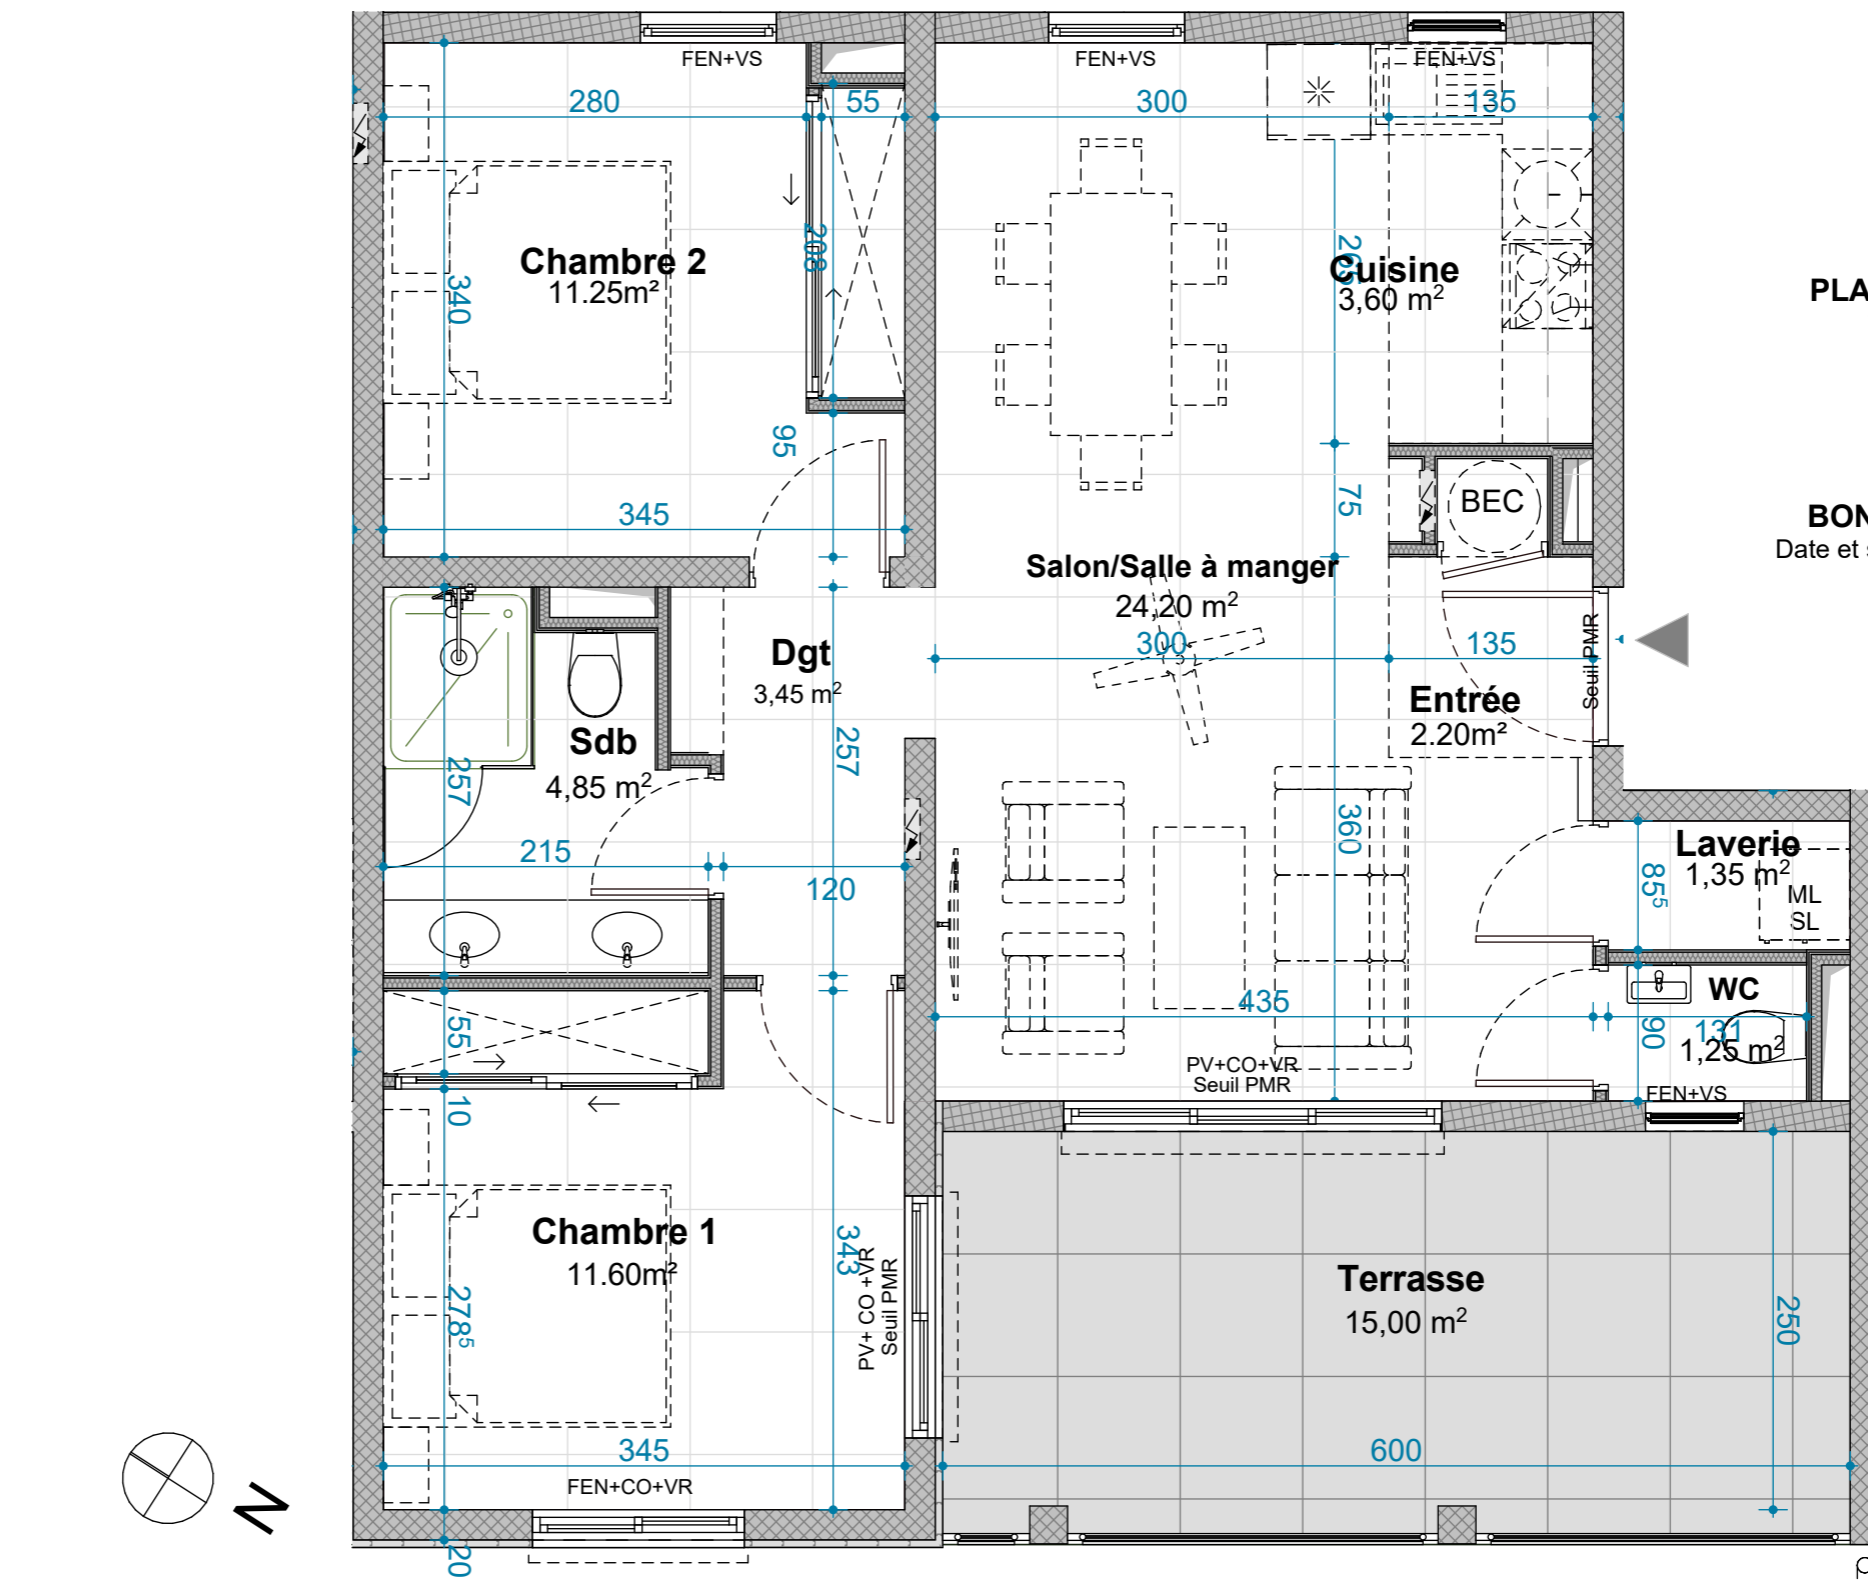 FEN+VS
FEN+VS
FEN+VS
280
55
300
135
208
340
265
Chambre 2
11.25m²
Cuisine
3,60 m²
PLA
95
345
75
BEC
BON
Date et s
Salon/Salle à manger
24,20 m²
300
135
Seuil PMR
Dgt
3,45 m²
Entrée
2.20m²
Sdb
4,85 m²
257
257
215
120
360
Laverie
1,35 m²
85⁵
ML
SL
WC
435
131
90
1,25 m²
55
10
PV+CO+VR
Seuil PMR
FEN+VS
Chambre 1
11.60m²
343
PV+ CO +VR
Seuil PMR
278⁵
Terrasse
15,00 m²
250
345
600
FEN+CO+VR
N
20